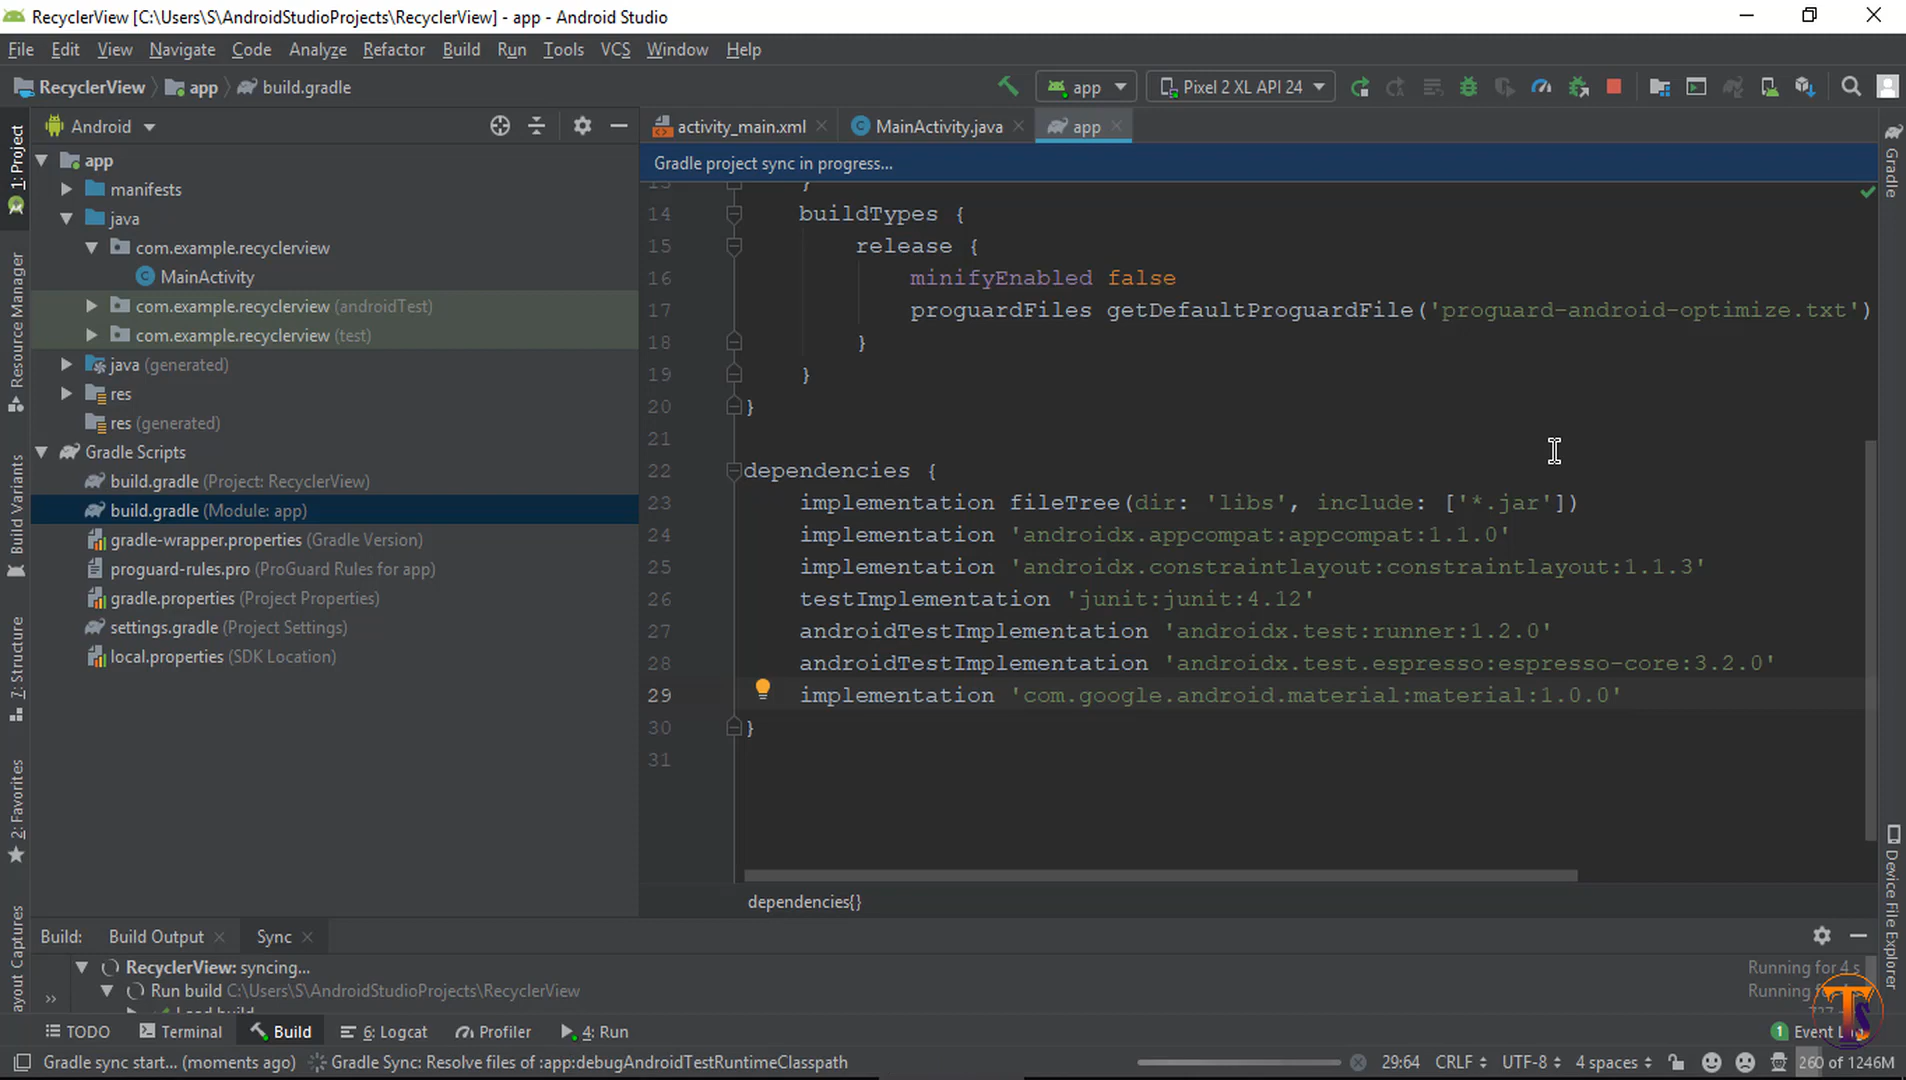 RecyclerView [C:\Users\S\AndroidStudioProjects\RecyclerView] - app - Android Studio
File Edit View Navigate Code Analyze Refactor Build Run Tools VCS Window Help
RecyclerView app build.gradle
app Pixel 2 XL API 24
Android
activity_main.xml MainActivity.java app
Gradle project sync in progress...
1: Project
Resource Manager
Build Variants
7: Structure
2: Favorites
ayout Captures
app
manifests
java
com.example.recyclerview
MainActivity
com.example.recyclerview (androidTest)
com.example.recyclerview (test)
java (generated)
res
res (generated)
Gradle Scripts
build.gradle (Project: RecyclerView)
build.gradle (Module: app)
gradle-wrapper.properties (Gradle Version)
proguard-rules.pro (ProGuard Rules for app)
gradle.properties (Project Properties)
settings.gradle (Project Settings)
local.properties (SDK Location)
13 }
14 buildTypes {
15 release {
16 minifyEnabled false
17 proguardFiles getDefaultProguardFile('proguard-android-optimize.txt')
18 }
19 }
20 }
21
22 dependencies {
23 implementation fileTree(dir: 'libs', include: ['*.jar'])
24 implementation 'androidx.appcompat:appcompat:1.1.0'
25 implementation 'androidx.constraintlayout:constraintlayout:1.1.3'
26 testImplementation 'junit:junit:4.12'
27 androidTestImplementation 'androidx.test:runner:1.2.0'
28 androidTestImplementation 'androidx.test.espresso:espresso-core:3.2.0'
29 implementation 'com.google.android.material:material:1.0.0'
30 }
31
dependencies{}
Gradle
Device File Explorer
Build: Build Output Sync
RecyclerView: syncing... Running for 4 s
Run build C:\Users\S\AndroidStudioProjects\RecyclerView Running
Load build
TODO Terminal Build 6: Logcat Profiler 4: Run 1 Event
TS
Gradle sync start... (moments ago) Gradle Sync: Resolve files of :app:debugAndroidTestRuntimeClasspath 29:64 CRLF UTF-8 4 spaces 260 of 1246M